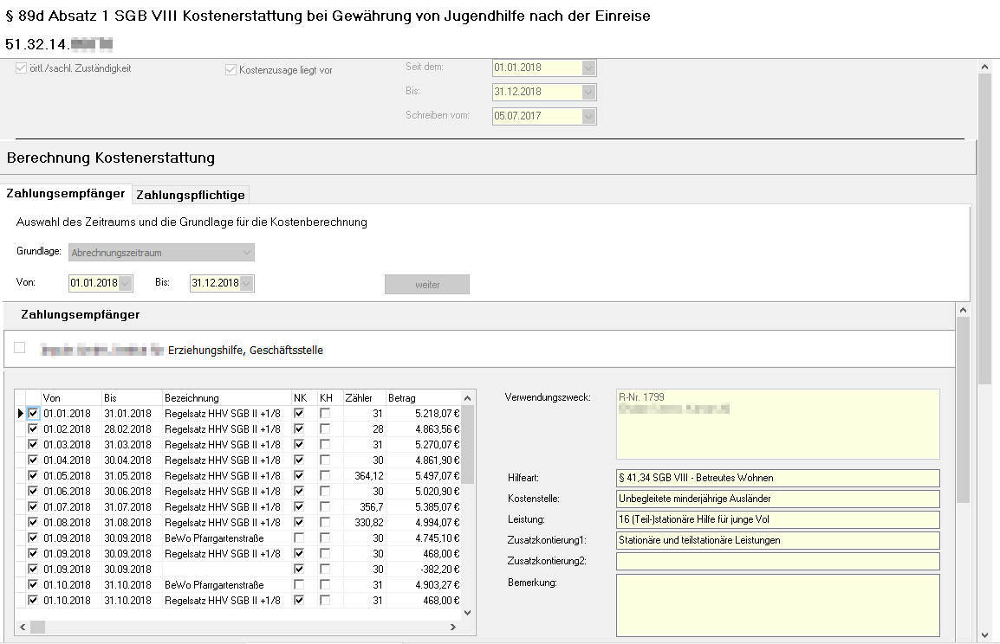 § 89d Absatz 1 SGB VIII Kostenerstattung bei Gewährung von Jugendhilfe nach der Einreise
51.32.14.
örtl./sachl. Zuständigkeit Kostenzusage liegt vor Seit dem: 01.01.2018
Bis: 31.12.2018
Schreiben vom: 05.07.2017
Berechnung Kostenerstattung
Zahlungsempfänger Zahlungspflichtige
Auswahl des Zeitraums und die Grundlage für die Kostenberechnung
Grundlage: Abrechnungszeitraum
Von: 01.01.2018 Bis: 31.12.2018 weiter
Zahlungsempfänger
Erziehungshilfe, Geschäftsstelle
Von Bis Bezeichnung NK KH Zähler Betrag
01.01.2018 31.01.2018 Regelsatz HHV SGB II +1/8 31 5.218,07 €
01.02.2018 28.02.2018 Regelsatz HHV SGB II +1/8 28 4.863,56 €
01.03.2018 31.03.2018 Regelsatz HHV SGB II +1/8 31 5.270,07 €
01.04.2018 30.04.2018 Regelsatz HHV SGB II +1/8 30 4.861,90 €
01.05.2018 31.05.2018 Regelsatz HHV SGB II +1/8 364,12 5.497,07 €
01.06.2018 30.06.2018 Regelsatz HHV SGB II +1/8 30 5.020,90 €
01.07.2018 31.07.2018 Regelsatz HHV SGB II +1/8 356,7 5.385,07 €
01.08.2018 31.08.2018 Regelsatz HHV SGB II +1/8 330,82 4.994,07 €
01.09.2018 30.09.2018 BeWo Pfarrgartenstraße 30 4.745,10 €
01.09.2018 30.09.2018 Regelsatz HHV SGB II +1/8 30 468,00 €
01.09.2018 30.09.2018 30 -382,20 €
01.10.2018 31.10.2018 BeWo Pfarrgartenstraße 31 4.903,27 €
01.10.2018 31.10.2018 Regelsatz HHV SGB II +1/8 31 468,00 €
Verwendungszweck: R-Nr. 1799
Hilfeart: § 41,34 SGB VIII - Betreutes Wohnen
Kostenstelle: Unbegleitete minderjährige Ausländer
Leistung: 16 (Teil-)stationäre Hilfe für junge Vol
Zusatzkontierung1: Stationäre und teilstationäre Leistungen
Zusatzkontierung2:
Bemerkung: